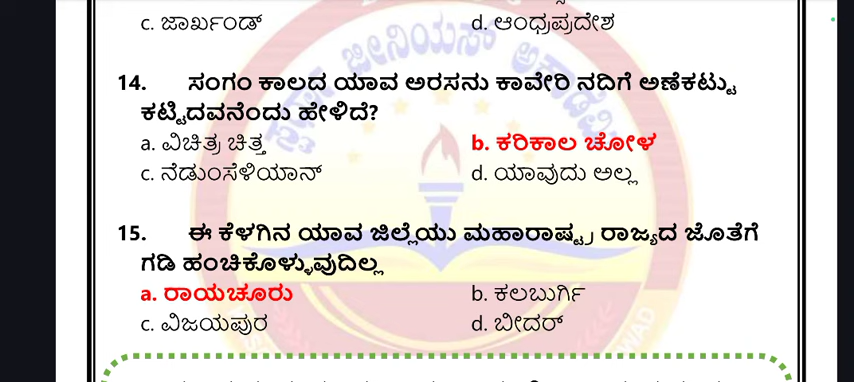 c. ಜಾರ್ಖಂಡ್ d. ಆಂಧ್ರಪ್ರದೇಶ
14. ಸಂಗಂ ಕಾಲದ ಯಾವ ಅರಸನು ಕಾವೇರಿ ನದಿಗೆ ಅಣೆಕಟ್ಟು
ಕಟ್ಟಿದವನೆಂದು ಹೇಳಿದೆ?
a. ವಿಚಿತ್ರ ಚಿತ್ತ b. ಕರಿಕಾಲ ಚೋಳ
c. ನೆಡುಂಸೆಳಿಯಾನ್ d. ಯಾವುದು ಅಲ್ಲ
15. ಈ ಕೆಳಗಿನ ಯಾವ ಜಿಲ್ಲೆಯು ಮಹಾರಾಷ್ಟ್ರ ರಾಜ್ಯದ ಜೊತೆಗೆ
ಗಡಿ ಹಂಚಿಕೊಳ್ಳುವುದಿಲ್ಲ
a. ರಾಯಚೂರು b. ಕಲಬುರ್ಗಿ
c. ವಿಜಯಪುರ d. ಬೀದರ್